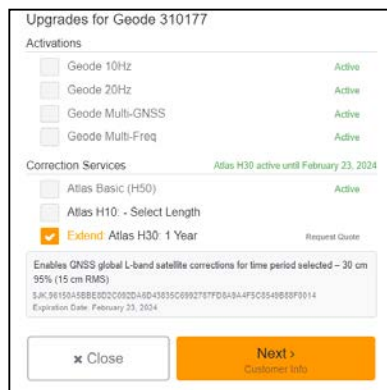 Upgrades for Geode 310177
Activations
Geode 10Hz Active
Geode 20Hz Active
Geode Multi-GNSS Active
Geode Multi-Freq Active
Correction Services Atlas H30 active until February 23, 2024
Atlas Basic (H50) Active
Atlas H10: - Select Length
Extend: Atlas H30: 1 Year Request Quote
Enables GNSS global L-band satellite corrections for time period selected – 30 cm
95% (15 cm RMS)
Expiration Date: February 23, 2024
× Close
Next ›
Customer Info